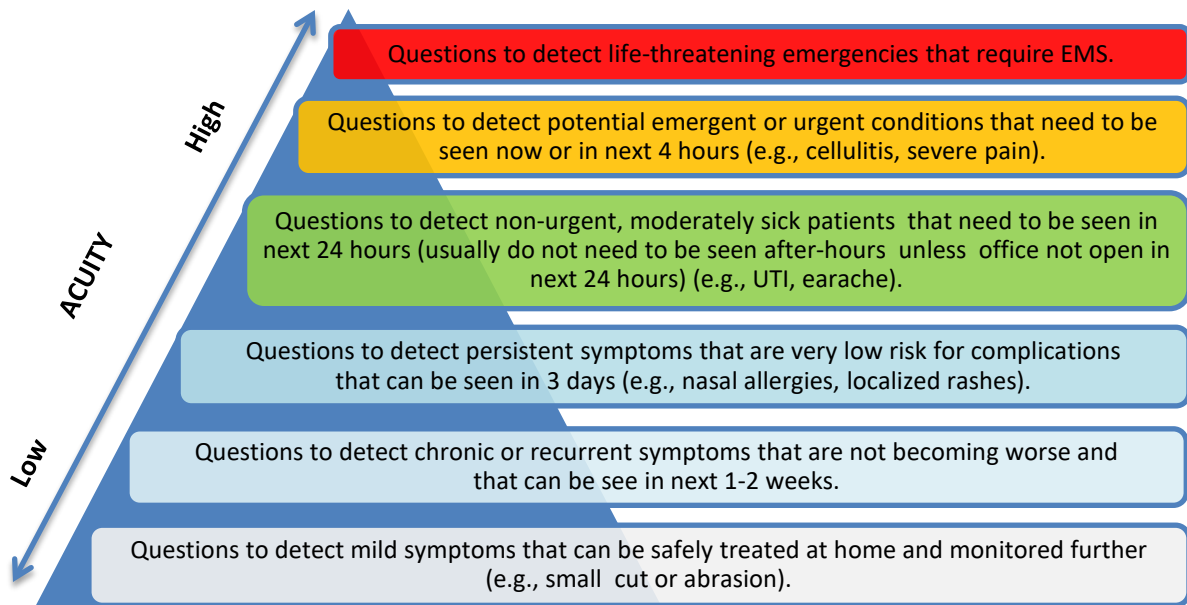 High
ACUITY
Low
Questions to detect life-threatening emergencies that require EMS.
Questions to detect potential emergent or urgent conditions that need to be
seen now or in next 4 hours (e.g., cellulitis, severe pain).
Questions to detect non-urgent, moderately sick patients that need to be seen in
next 24 hours (usually do not need to be seen after-hours unless office not open in
next 24 hours) (e.g., UTI, earache).
Questions to detect persistent symptoms that are very low risk for complications
that can be seen in 3 days (e.g., nasal allergies, localized rashes).
Questions to detect chronic or recurrent symptoms that are not becoming worse and
that can be see in next 1-2 weeks.
Questions to detect mild symptoms that can be safely treated at home and monitored further
(e.g., small cut or abrasion).